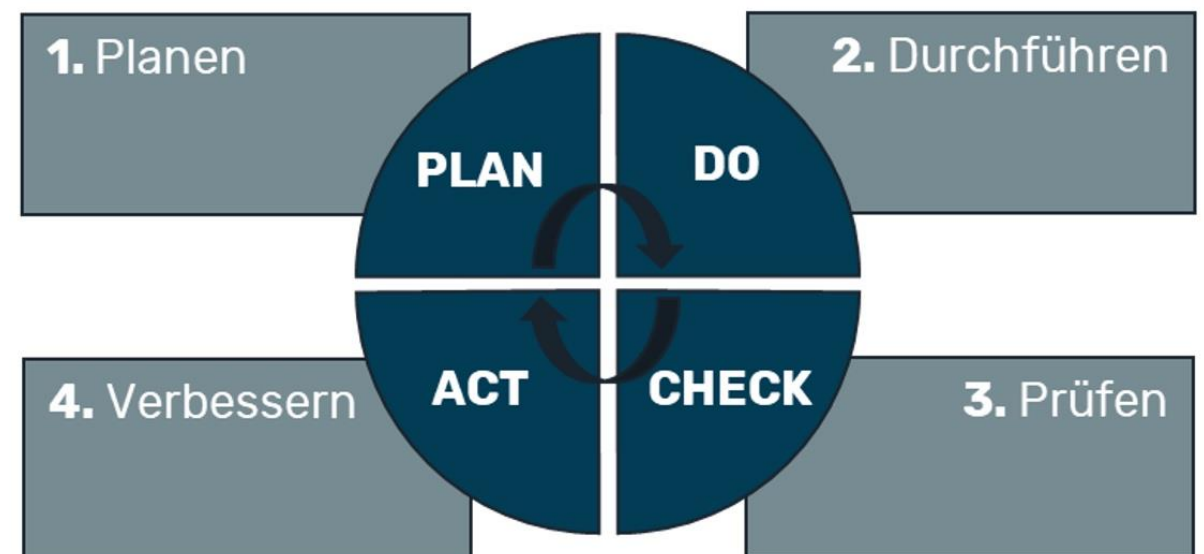 1. Planen
2. Durchführen
PLAN
DO
ACT
CHECK
4. Verbessern
3. Prüfen